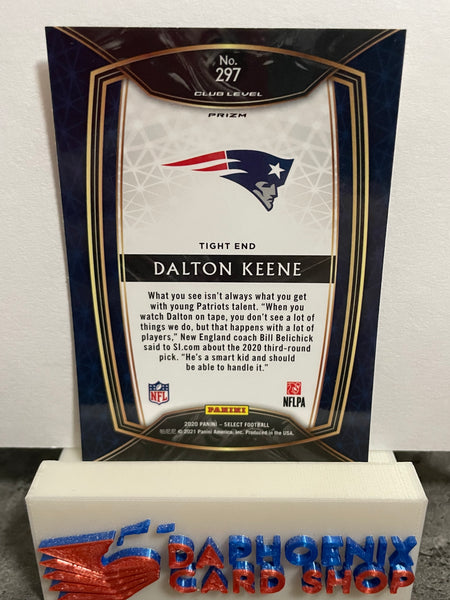 No.
297
CLUB LEVEL
PRIZM
TIGHT END
DALTON KEENE
What you see isn't always what you get
with young Patriots talent. "When you
watch Dalton on tape, you don't see a lot of
things we do, but that happens with a lot of
players," New England coach Bill Belichick
said to SI.com about the 2020 third-round
pick. "He's a smart kid and should
be able to handle it."
NFL
PANINI
NFLPA
2020 PANINI - SELECT FOOTBALL
© 2021 Panini America, Inc. Produced in the USA.
DAPHOENIX
CARD SHOP